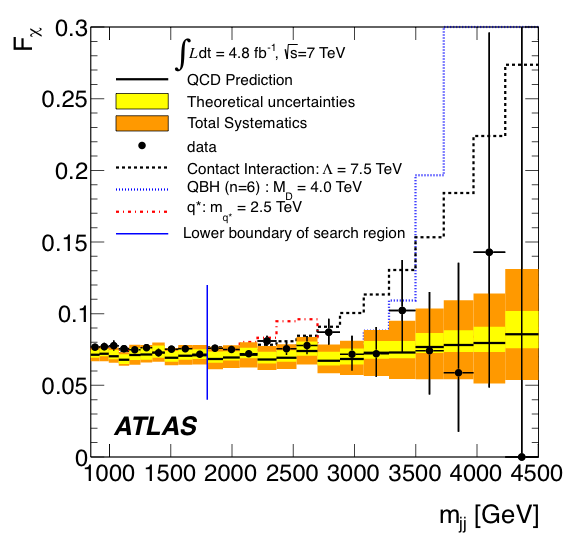 F_χ
0.3
0.25
0.2
0.15
0.1
0.05
0
∫Ldt = 4.8 fb⁻¹, √s=7 TeV
QCD Prediction
Theoretical uncertainties
Total Systematics
data
Contact Interaction: Λ = 7.5 TeV
QBH (n=6) : M_D = 4.0 TeV
q*: m_q* = 2.5 TeV
Lower boundary of search region
ATLAS
1000 1500 2000 2500 3000 3500 4000 4500
m_jj [GeV]